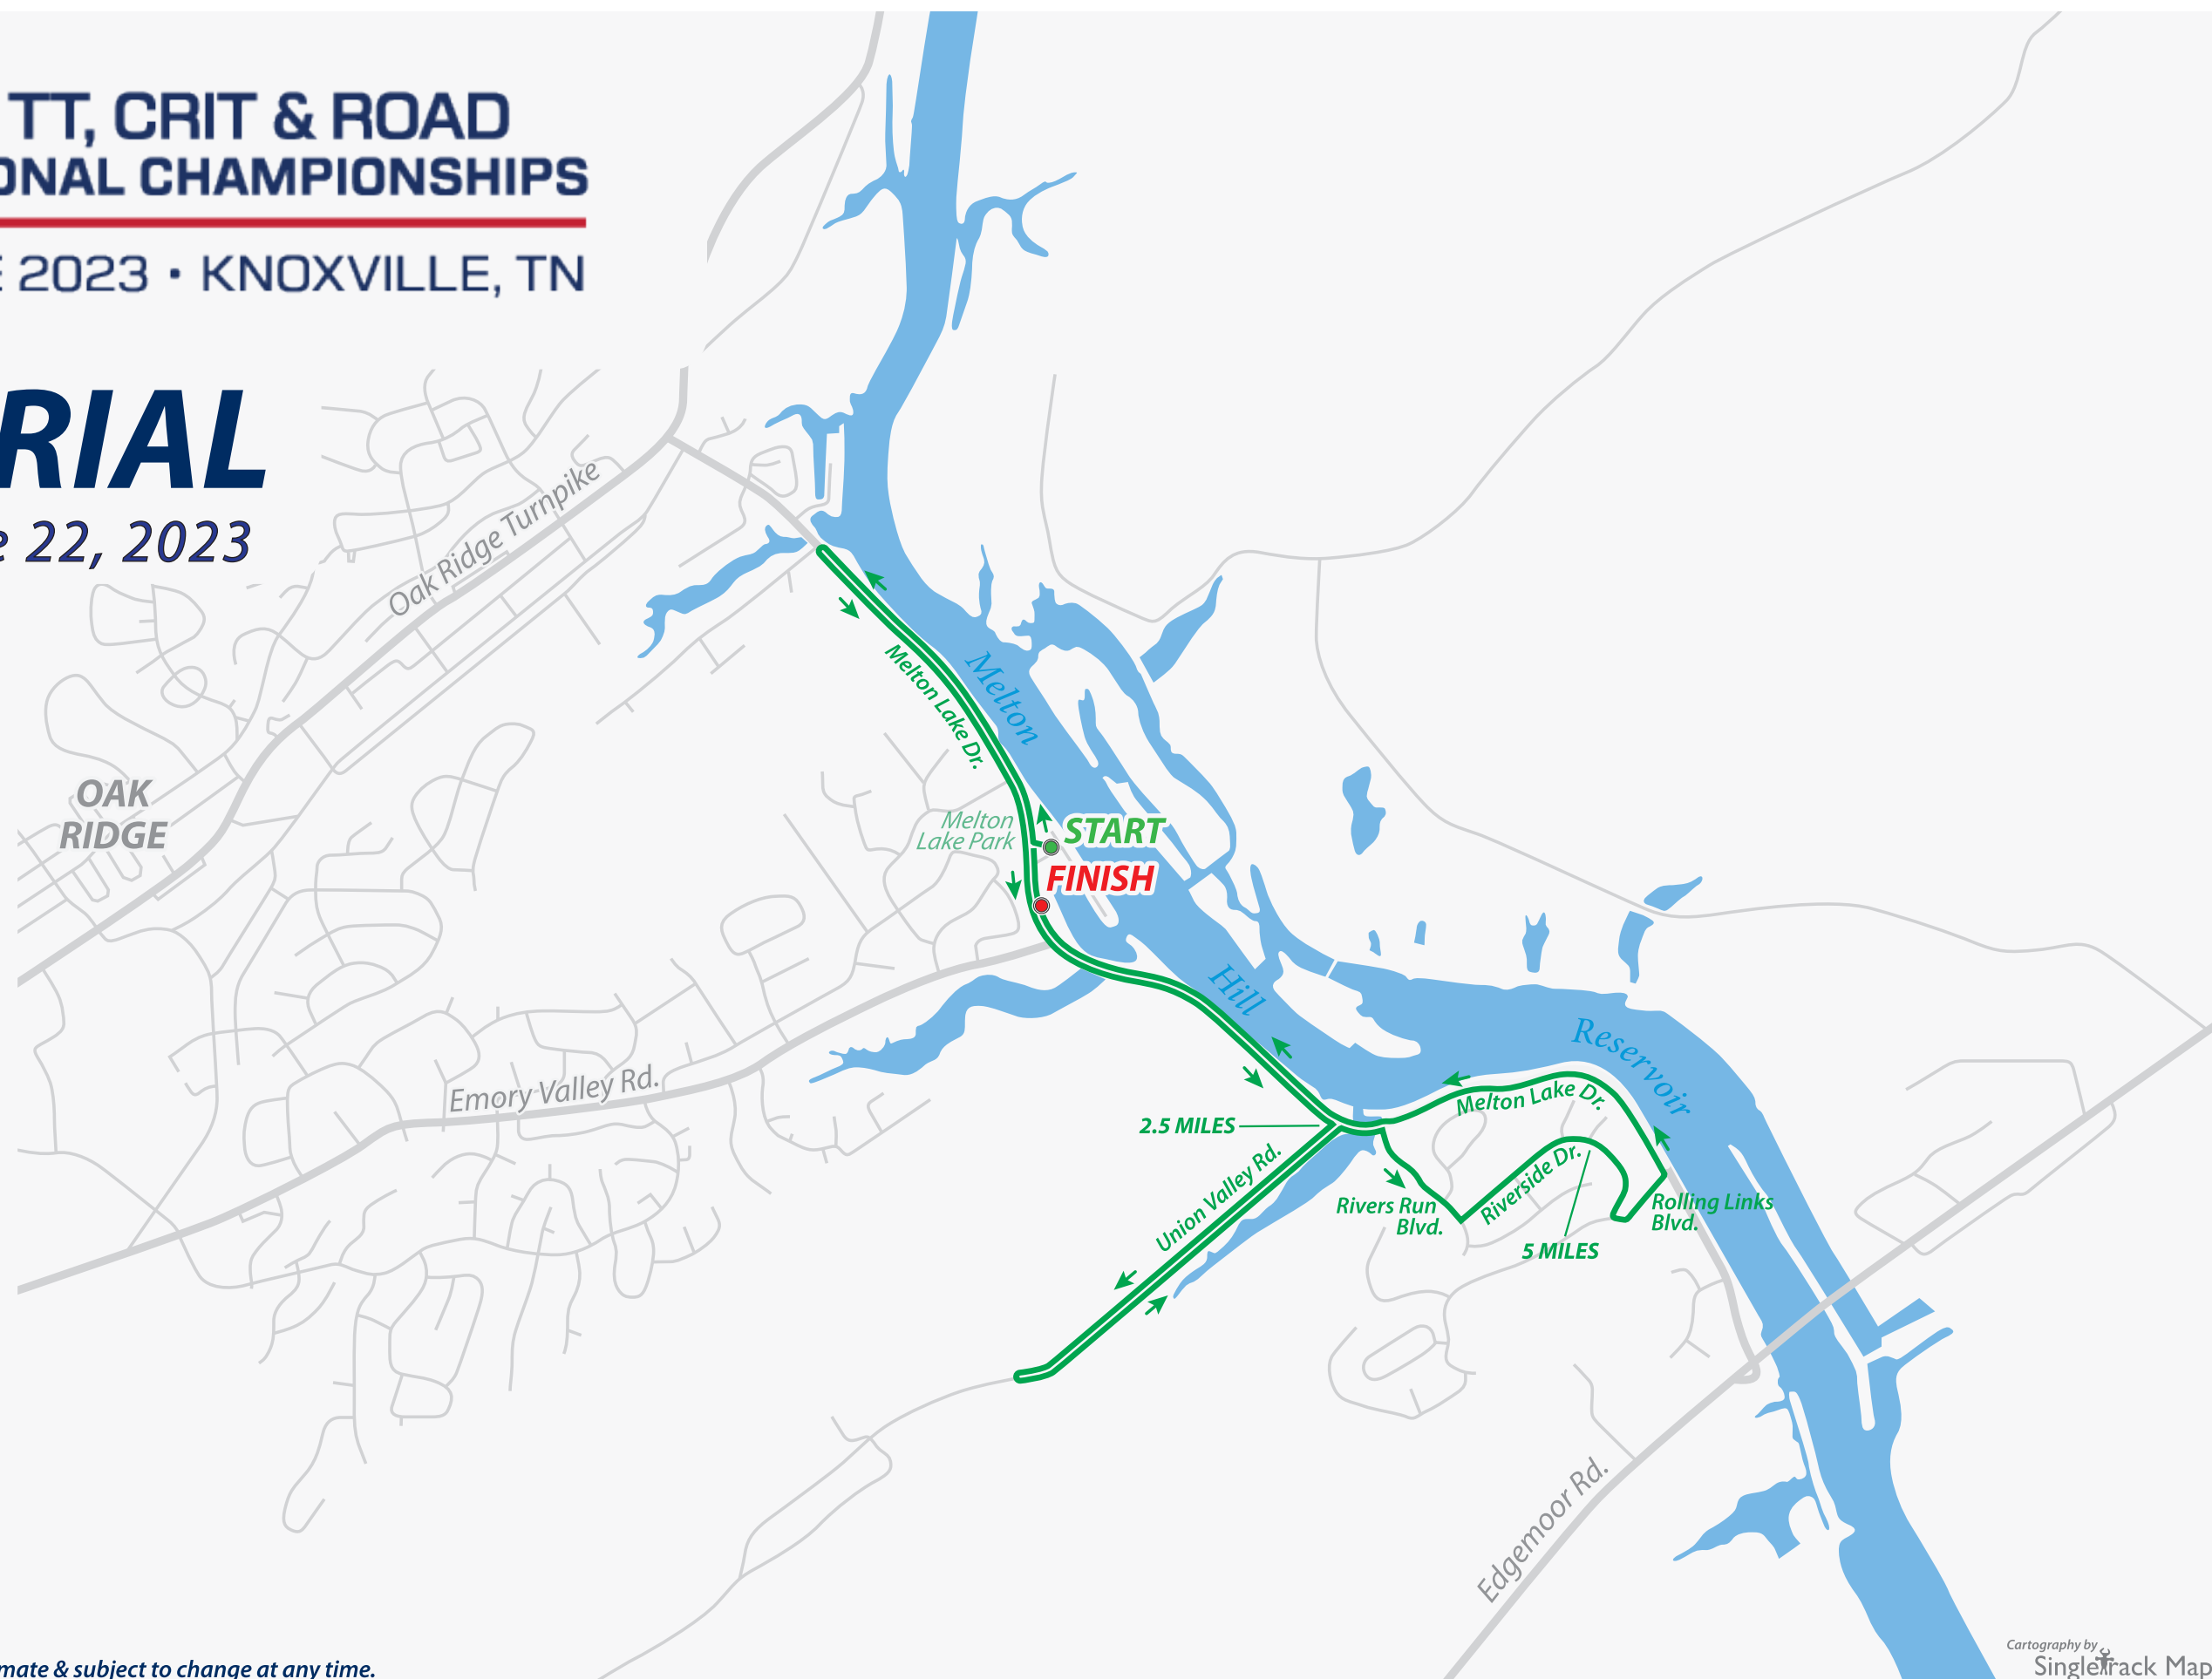 TT, CRIT & ROAD
ONAL CHAMPIONSHIPS
E 2023 • KNOXVILLE, TN
RIAL
e 22, 2023
Oak Ridge Turnpike
OAK
RIDGE
Melton Lake Dr.
Melton
Melton
Lake Park
START
FINISH
Hill
Reservoir
Emory Valley Rd.
2.5 MILES
Melton Lake Dr.
Union Valley Rd.
Rivers Run
Blvd.
Riverside Dr.
Rolling Links
Blvd.
5 MILES
Edgemoor Rd.
mate & subject to change at any time.
Cartography by
Singletrack Map